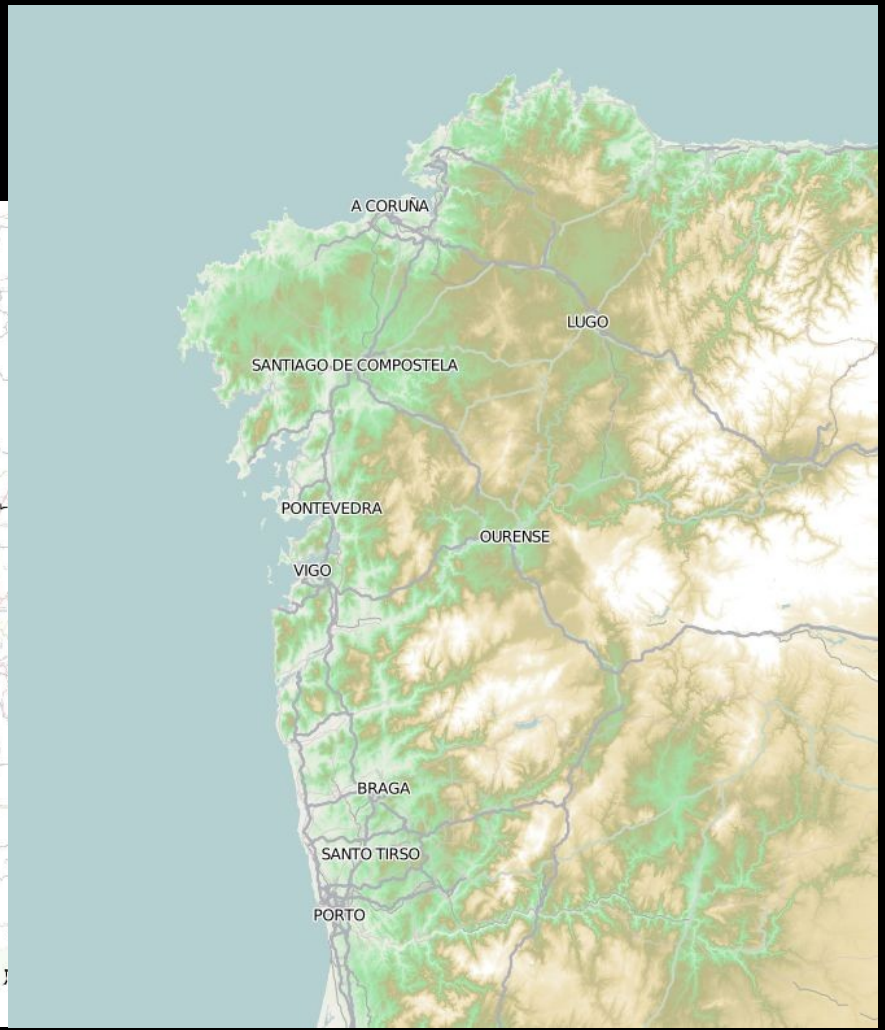 A CORUÑA
LUGO
SANTIAGO DE COMPOSTELA
PONTEVEDRA
OURENSE
VIGO
BRAGA
SANTO TIRSO
PORTO